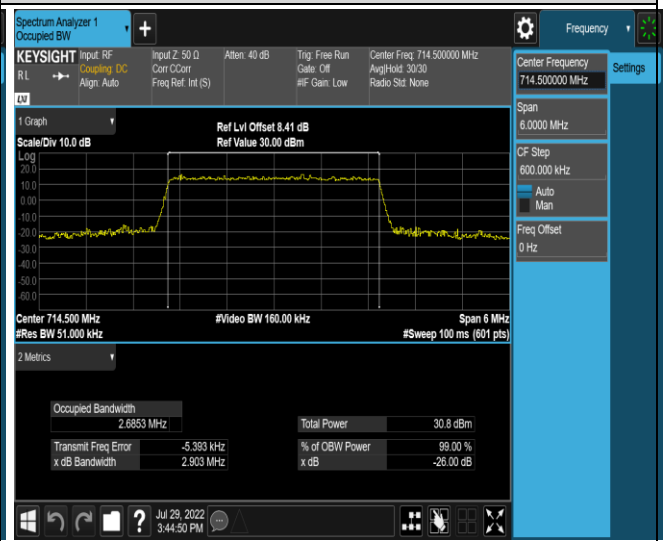 Spectrum Analyzer 1
Occupied BW
+
Frequency
KEYSIGHT
RL
LXI
Input: RF
Coupling: DC
Align: Auto
Input Z: 50 Ω
Corr CCorr
Freq Ref: Int (S)
Atten: 40 dB
Trig: Free Run
Gate: Off
#IF Gain: Low
Center Freq: 714.500000 MHz
Avg|Hold: 30/30
Radio Std: None
Center Frequency
714.500000 MHz
Settings
Span
6.0000 MHz
CF Step
600.000 kHz
Auto
Man
Freq Offset
0 Hz
1 Graph
Scale/Div 10.0 dB
Ref Lvl Offset 8.41 dB
Ref Value 30.00 dBm
Log
20.0
10.0
0.00
-10.0
-20.0
-30.0
-40.0
-50.0
-60.0
Center 714.500 MHz
#Res BW 51.000 kHz
#Video BW 160.00 kHz
Span 6 MHz
#Sweep 100 ms (601 pts)
2 Metrics
Occupied Bandwidth
2.6853 MHz
Total Power 30.8 dBm
Transmit Freq Error -5.393 kHz
% of OBW Power 99.00 %
x dB Bandwidth 2.903 MHz
x dB -26.00 dB
?
Jul 29, 2022
3:44:50 PM